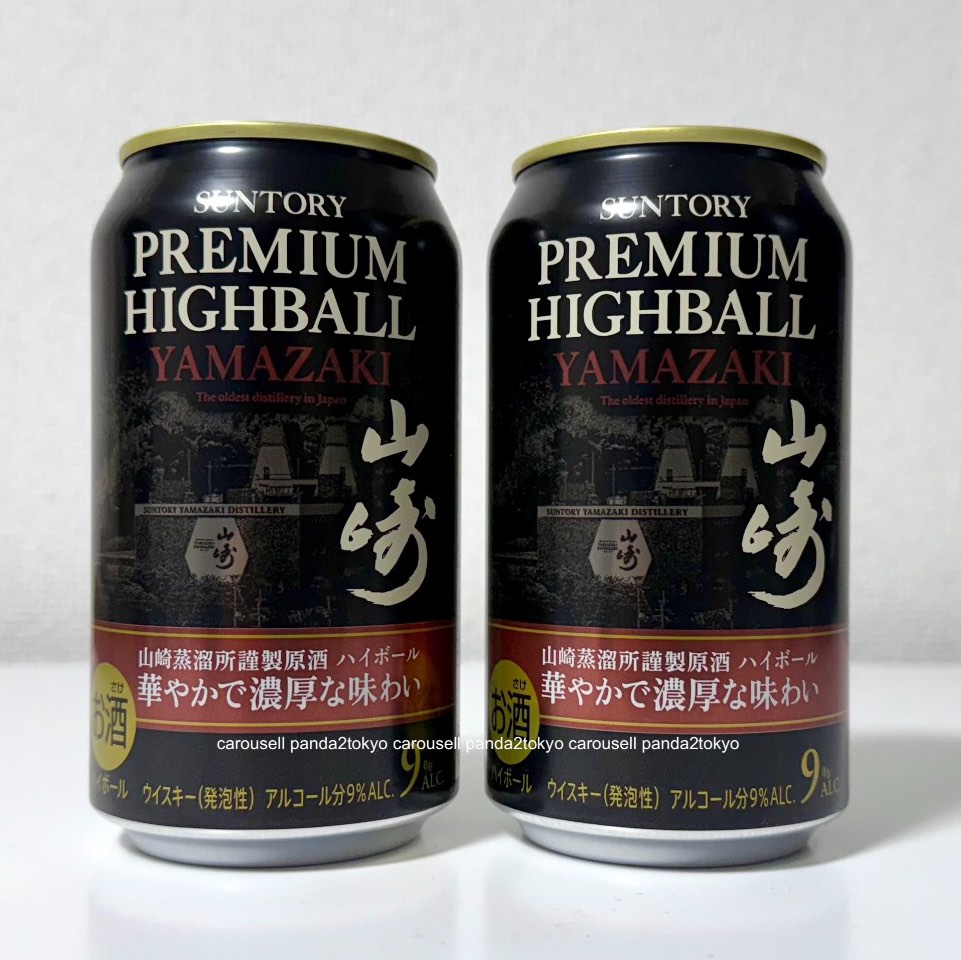 SUNTORY
PREMIUM
HIGHBALL
YAMAZAKI
The oldest distillery in Japan
山崎
SUNTORY YAMAZAKI DISTILLERY
山崎
山崎蒸溜所謹製原酒 ハイボール
華やかで濃厚な味わい
さけ
お酒
イボール
ウイスキー(発泡性) アルコール分9%ALC.
9%
ALC.
SUNTORY
PREMIUM
HIGHBALL
YAMAZAKI
The oldest distillery in Japan
山崎
SUNTORY YAMAZAKI DISTILLERY
山崎
山崎蒸溜所謹製原酒 ハイボール
華やかで濃厚な味わい
さけ
お酒
ハイボール
ウイスキー(発泡性) アルコール分9%ALC.
9%
ALC.
carousell panda2tokyo carousell panda2tokyo carousell panda2tokyo